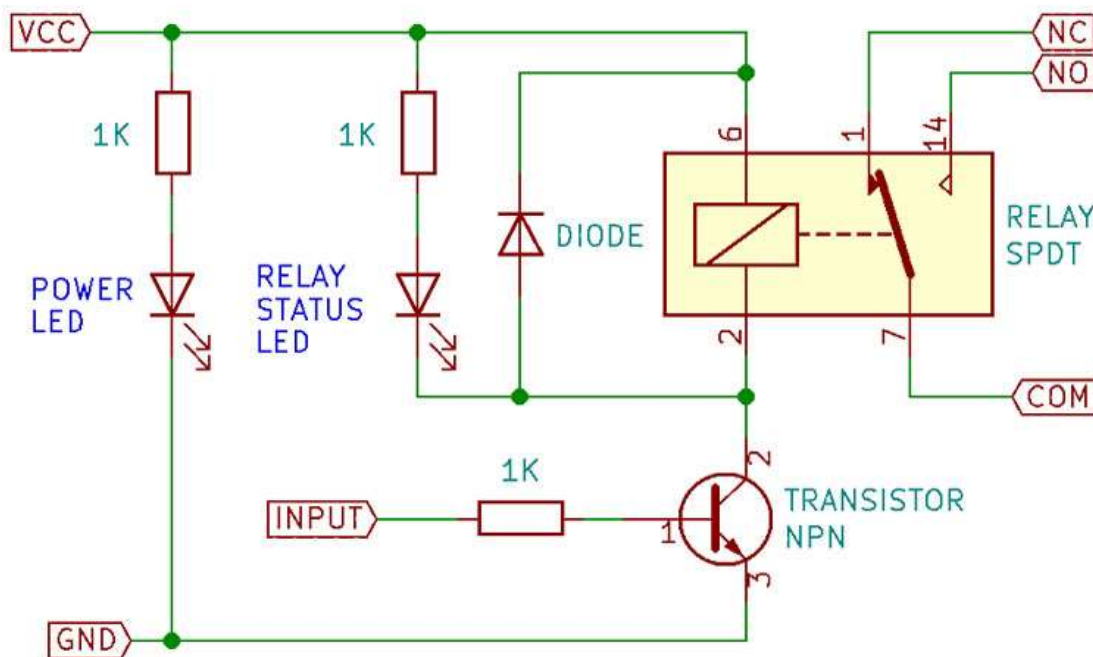 VCC
NC
NO
1K
1K
6
1
14
DIODE
RELAY
SPDT
POWER
LED
RELAY
STATUS
LED
2
7
COM
1K
2
INPUT
1
TRANSISTOR
NPN
3
GND